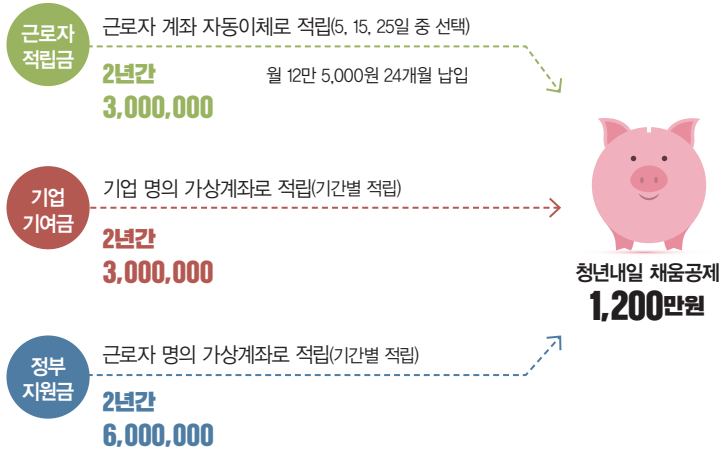 근로자
적립금
근로자 계좌 자동이체로 적립(5, 15, 25일 중 선택)
2년간
월 12만 5,000원 24개월 납입
3,000,000
기업
기여금
기업 명의 가상계좌로 적립(기간별 적립)
2년간
3,000,000
청년내일 채움공제
1,200만원
정부
지원금
근로자 명의 가상계좌로 적립(기간별 적립)
2년간
6,000,000